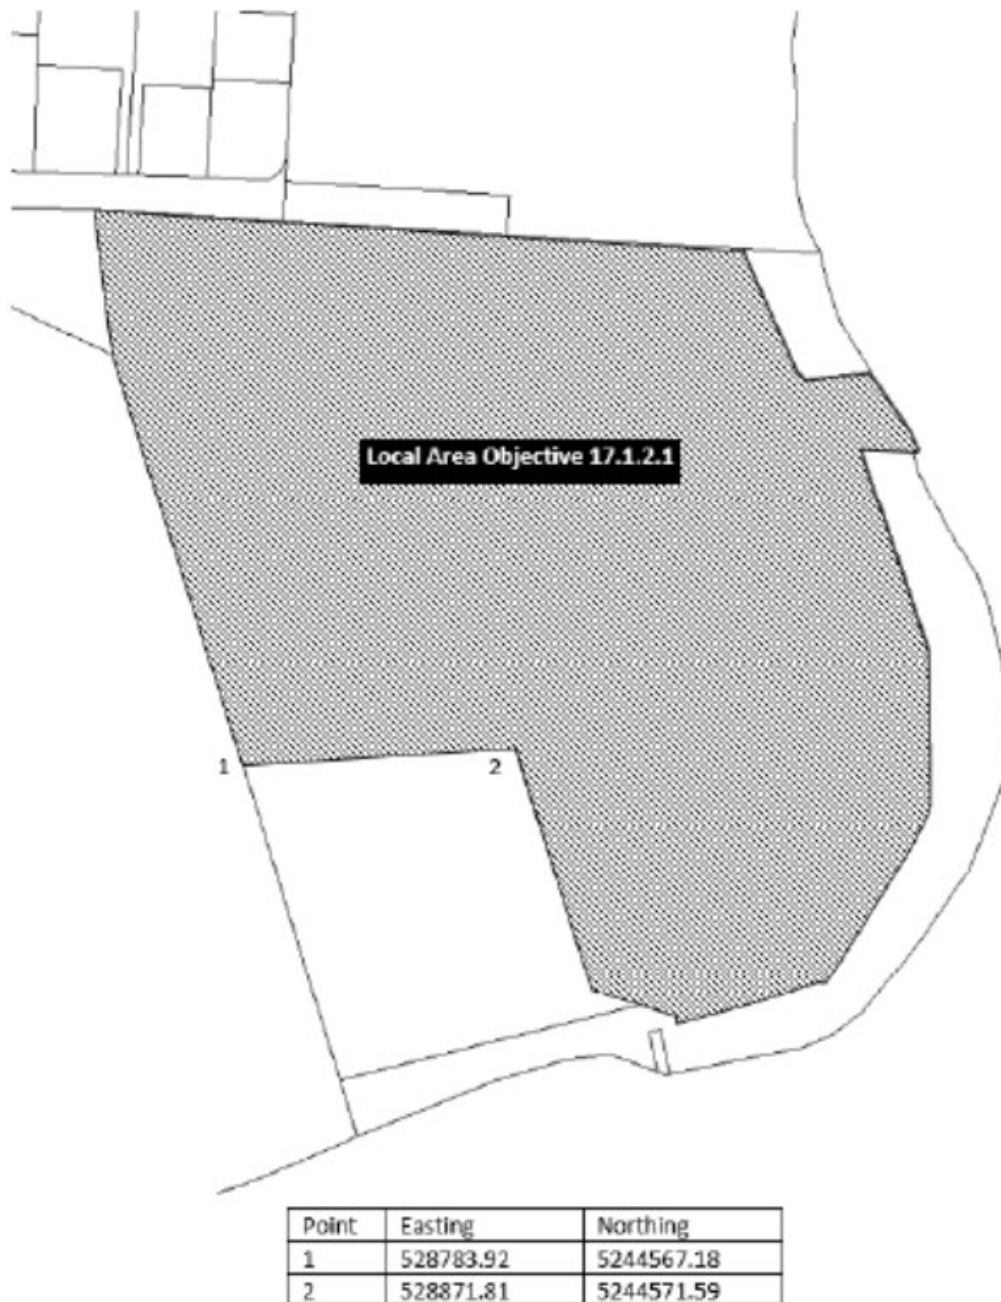 Local Area Objective 17.1.2.1
1 2
Point Easting Northing
1 528783.92 5244567.18
2 528871.81 5244571.59